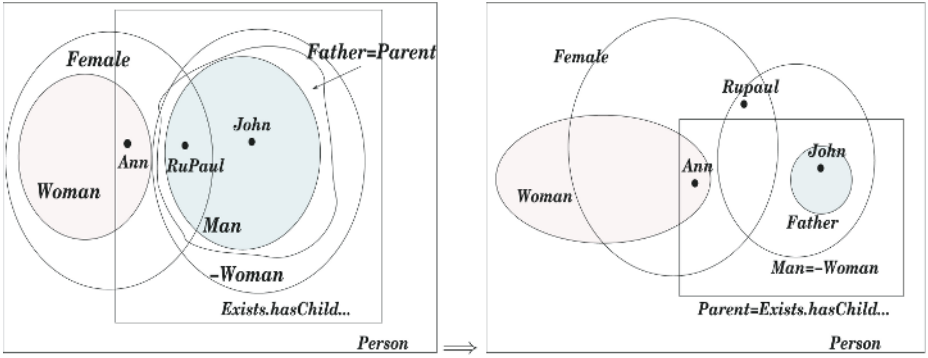 Female
Father=Parent
John
Ann
RuPaul
Woman
Man
¬Woman
Exists.hasChild...
Person
⟹
Female
Rupaul
Ann
John
Woman
Father
Man=¬Woman
Parent=Exists.hasChild...
Person